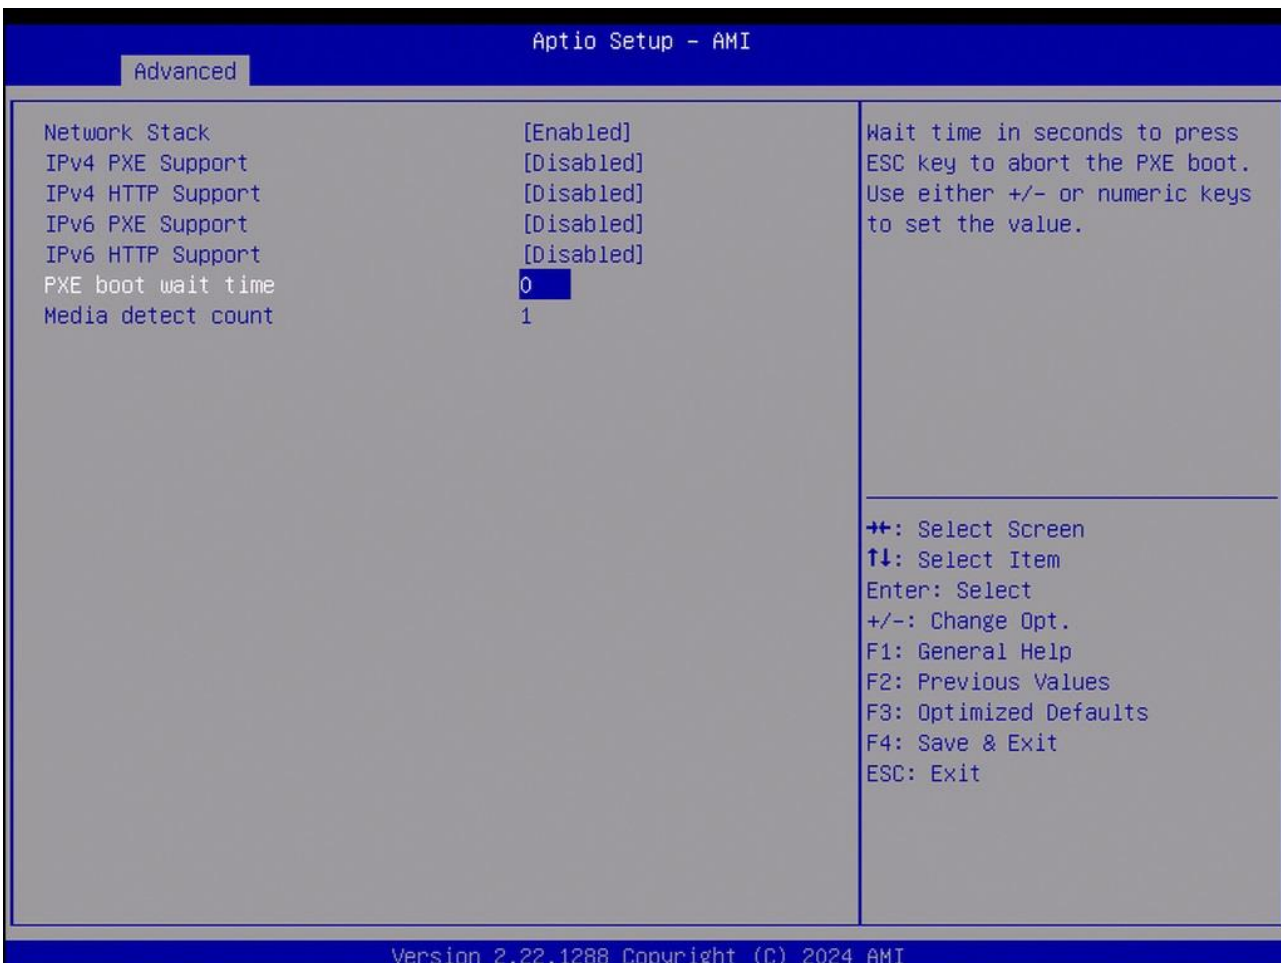 Aptio Setup - AMI
Advanced
Network Stack [Enabled]
IPv4 PXE Support [Disabled]
IPv4 HTTP Support [Disabled]
IPv6 PXE Support [Disabled]
IPv6 HTTP Support [Disabled]
PXE boot wait time 0
Media detect count 1
Wait time in seconds to press
ESC key to abort the PXE boot.
Use either +/- or numeric keys
to set the value.
→←: Select Screen
↑↓: Select Item
Enter: Select
+/-: Change Opt.
F1: General Help
F2: Previous Values
F3: Optimized Defaults
F4: Save & Exit
ESC: Exit
Version 2.22.1288 Copyright (C) 2024 AMI